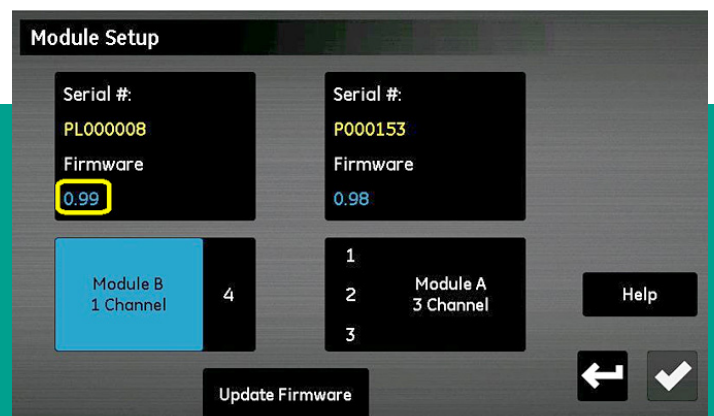 Module Setup
Serial #:
PL000008
Firmware
0.99
Serial #:
P000153
Firmware
0.98
Module B
1 Channel
4
1
2
3
Module A
3 Channel
Help
Update Firmware